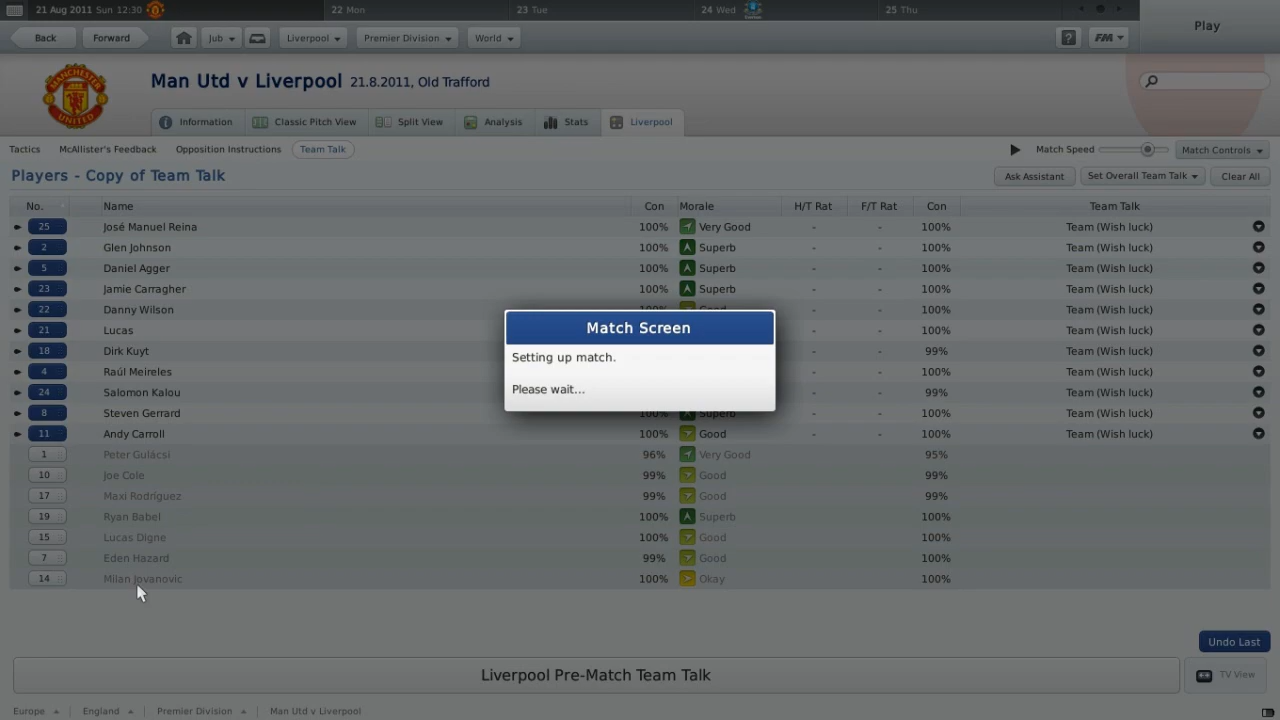 21 Aug 2011 Sun 12:30 22 Mon 23 Tue 24 Wed 25 Thu
Back Forward Job Liverpool Premier Division World ? FM Play
Man Utd v Liverpool 21.8.2011, Old Trafford
Information Classic Pitch View Split View Analysis Stats Liverpool
Tactics McAllister's Feedback Opposition Instructions Team Talk Match Speed Match Controls
Players - Copy of Team Talk Ask Assistant Set Overall Team Talk Clear All
No. Name Con Morale H/T Rat F/T Rat Con Team Talk
25 José Manuel Reina 100% Very Good - - 100% Team (Wish luck)
2 Glen Johnson 100% Superb - - 100% Team (Wish luck)
5 Daniel Agger 100% Superb - - 100% Team (Wish luck)
23 Jamie Carragher 100% Superb - - 100% Team (Wish luck)
22 Danny Wilson 100% Good - - 100% Team (Wish luck)
21 Lucas 100% Team (Wish luck)
18 Dirk Kuyt 99% Team (Wish luck)
4 Raúl Meireles 100% Team (Wish luck)
24 Salomon Kalou 99% Team (Wish luck)
8 Steven Gerrard 100% Superb - - 100% Team (Wish luck)
11 Andy Carroll 100% Good - - 100% Team (Wish luck)
1 Peter Gulácsi 96% Very Good 95%
10 Joe Cole 99% Good 99%
17 Maxi Rodríguez 99% Good 99%
19 Ryan Babel 100% Superb 100%
15 Lucas Digne 100% Good 100%
7 Eden Hazard 99% Good 100%
14 Milan Jovanovic 100% Okay 100%
Match Screen
Setting up match.
Please wait...
Undo Last
Liverpool Pre-Match Team Talk TV View
Europe England Premier Division Man Utd v Liverpool